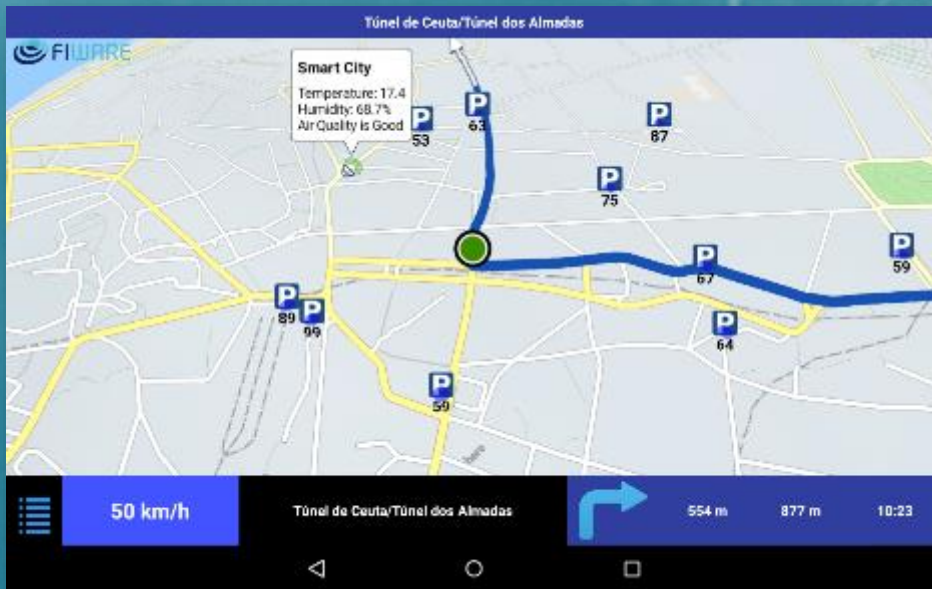 Túnel de Ceuta/Túnel dos Almadas
FIWARE
Smart City
Temperature: 17.4
Humidity: 68.7%
Air Quality is Good
P
63
P
53
P
87
P
75
P
67
P
59
P
89
P
99
P
64
P
59
here
50 km/h
Túnel de Ceuta/Túnel dos Almadas
554 m
877 m
10:23